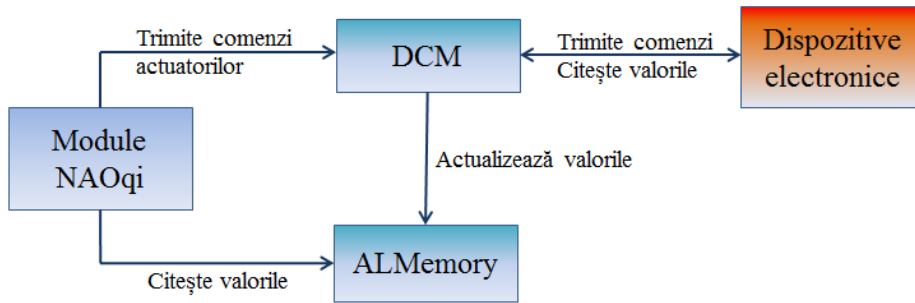 Trimite comenzi
actuatorilor
DCM
Trimite comenzi
Citește valorile
Dispozitive
electronice
Module
NAOqi
Actualizează valorile
Citește valorile
ALMemory